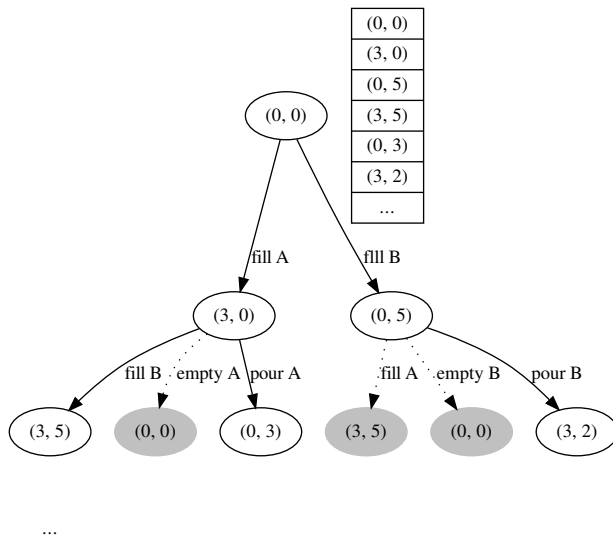 (0, 0)
(3, 0)
(0, 5)
(3, 5)
(0, 3)
(3, 2)
...
(0, 0)
fill A
flll B
(3, 0)
(0, 5)
fill B
empty A
pour A
fill A
empty B
pour B
(3, 5)
(0, 0)
(0, 3)
(3, 5)
(0, 0)
(3, 2)
...